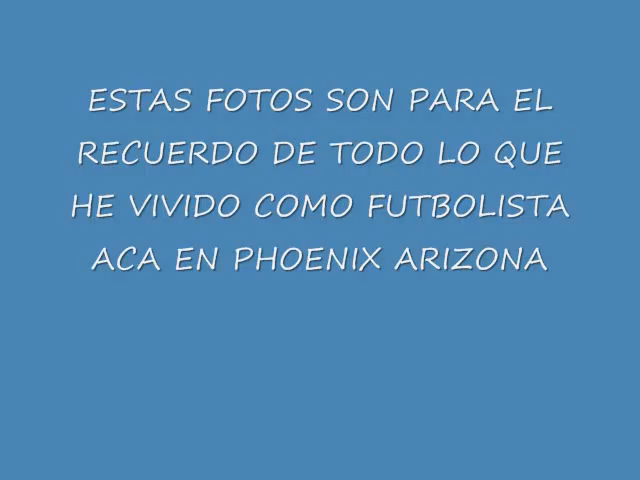 ESTAS FOTOS SON PARA EL
RECUERDO DE TODO LO QUE
HE VIVIDO COMO FUTBOLISTA
ACA EN PHOENIX ARIZONA